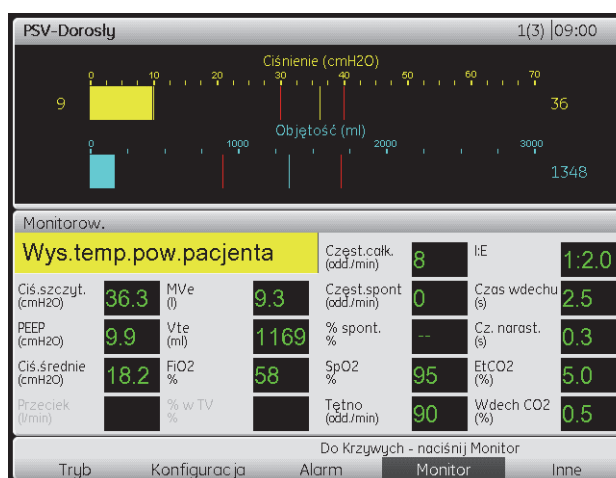 PSV-Dorosły 1(3) |09:00
Ciśnienie (cmH2O)
0 10 20 30 40 50 60 70
9 36
Objętość (ml)
0 1000 2000 3000
1348
Monitorow.
Wys.temp.pow.pacjenta
Częst.całk. (odd./min) 8 I:E 1:2.0
Ciś.szczyt. (cmH2O) 36.3 MVe (l) 9.3 Częst.spont (odd./min) 0 Czas wdechu (s) 2.5
PEEP (cmH2O) 9.9 Vte (ml) 1169 % spont. % -- Cz. narast. (s) 0.3
Ciś.średnie (cmH2O) 18.2 FiO2 % 58 SpO2 % 95 EtCO2 (%) 5.0
Przeciek (l/min) % w TV % Tętno (odd./min) 90 Wdech CO2 (%) 0.5
Do Krzywych - naciśnij Monitor
Tryb Konfiguracja Alarm Monitor Inne